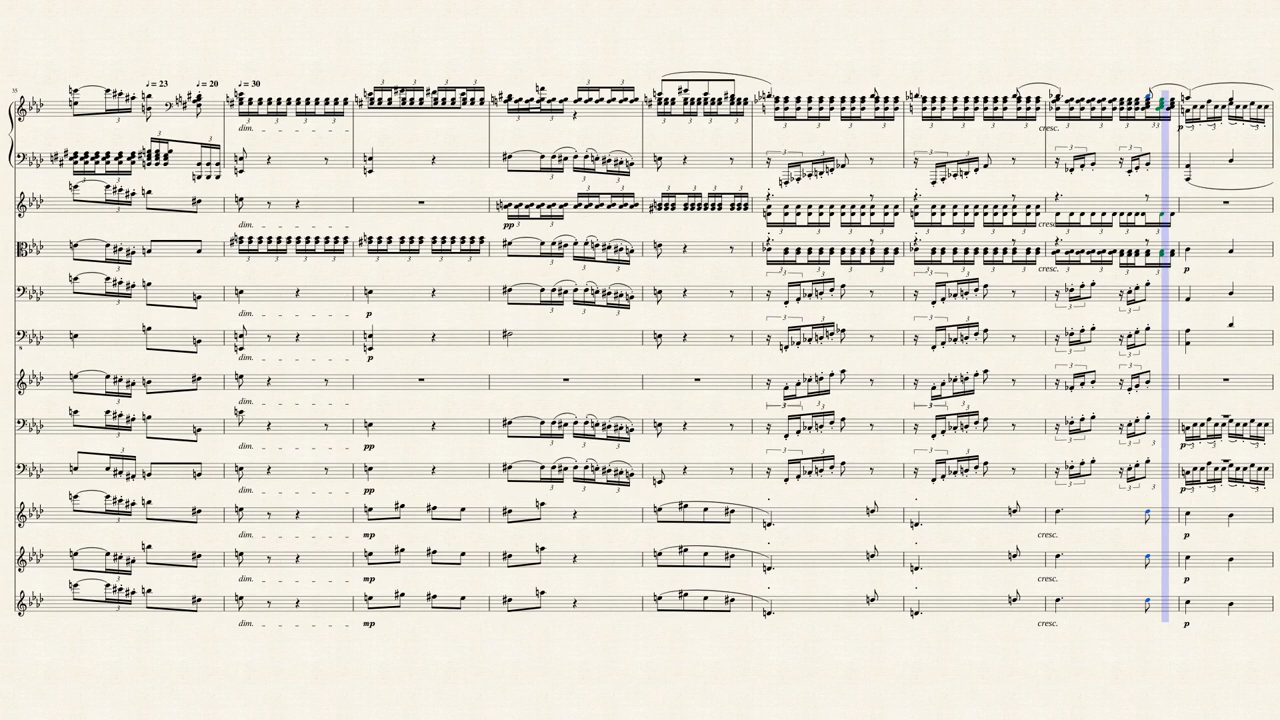 35
♩= 23 ♩= 20 ♩= 30
dim. cresc. p
dim. pp cresc.
cresc. p
dim. p
dim. p
dim.
dim. pp p
dim. pp p
dim. mp cresc. p
dim. mp cresc. p
dim. mp cresc. p